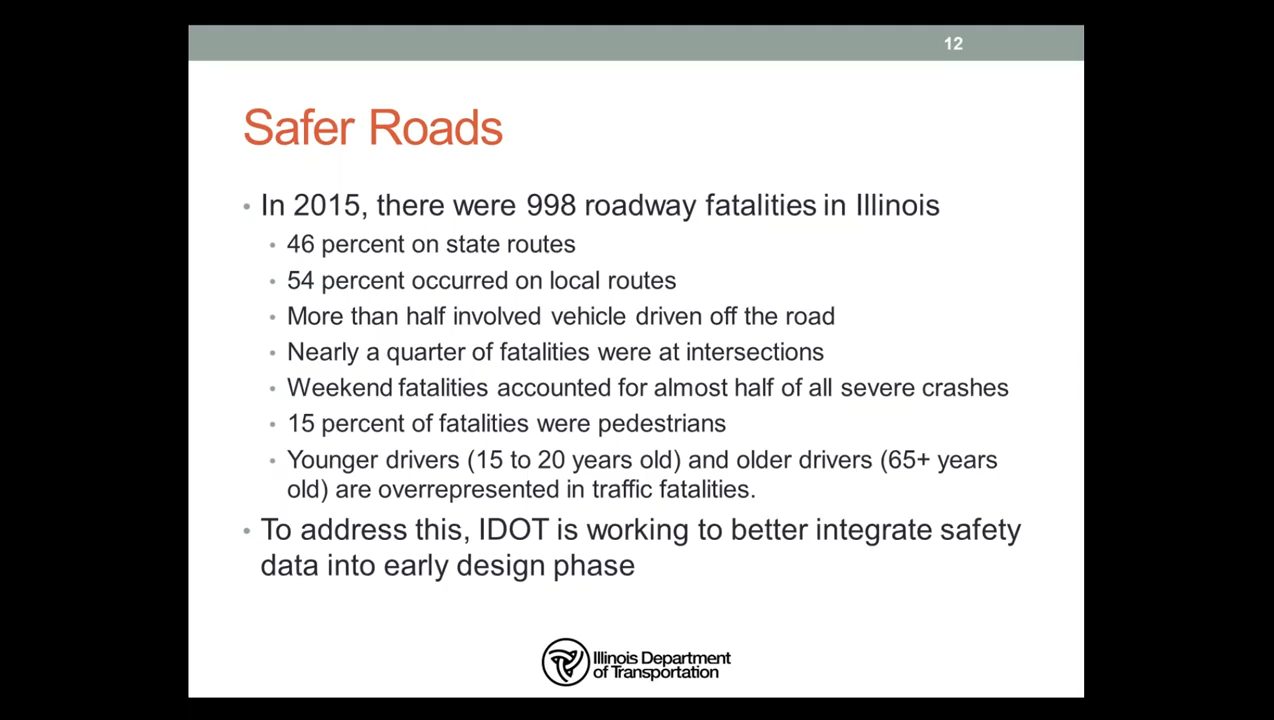 12
Safer Roads
• In 2015, there were 998 roadway fatalities in Illinois
• 46 percent on state routes
• 54 percent occurred on local routes
• More than half involved vehicle driven off the road
• Nearly a quarter of fatalities were at intersections
• Weekend fatalities accounted for almost half of all severe crashes
• 15 percent of fatalities were pedestrians
• Younger drivers (15 to 20 years old) and older drivers (65+ years
old) are overrepresented in traffic fatalities.
• To address this, IDOT is working to better integrate safety
data into early design phase
Illinois Department
of Transportation